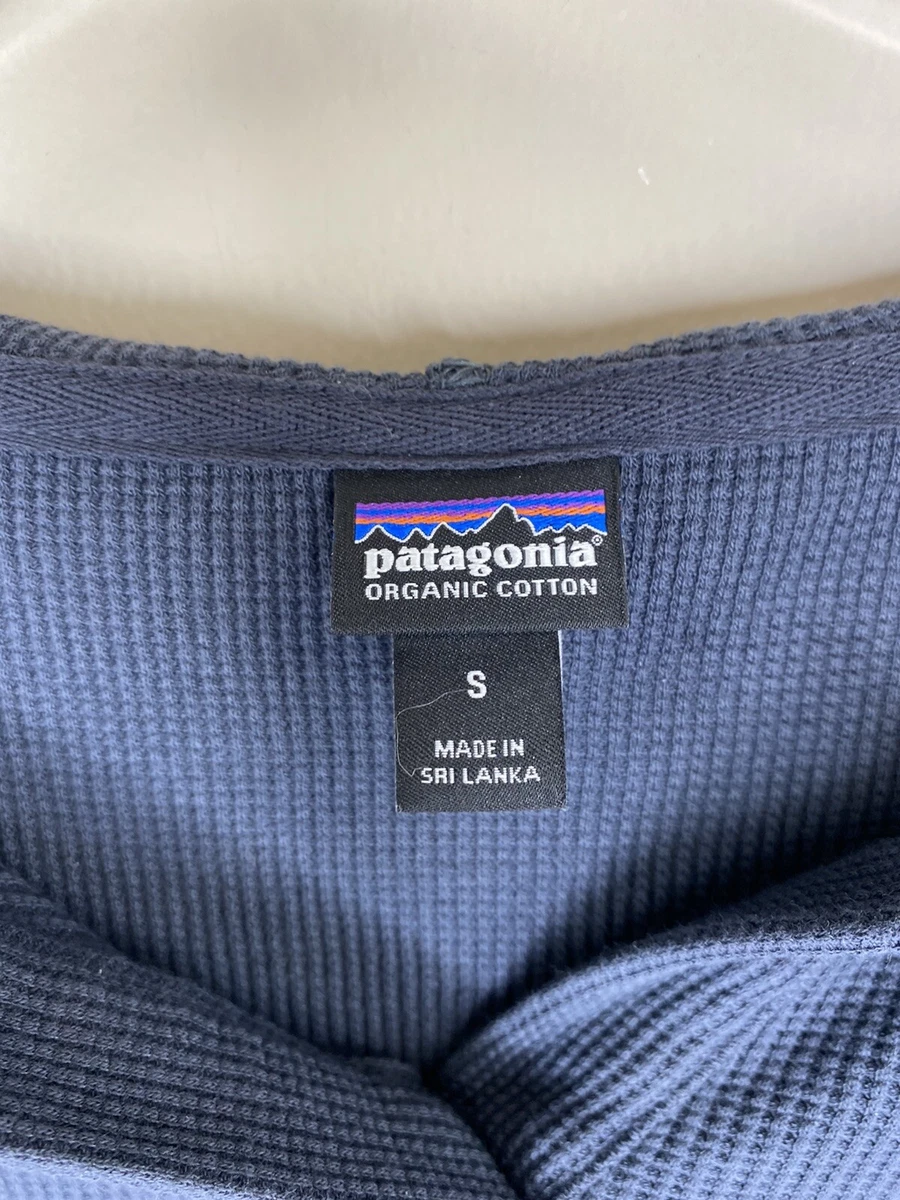 patagonia®
ORGANIC COTTON
S
MADE IN
SRI LANKA